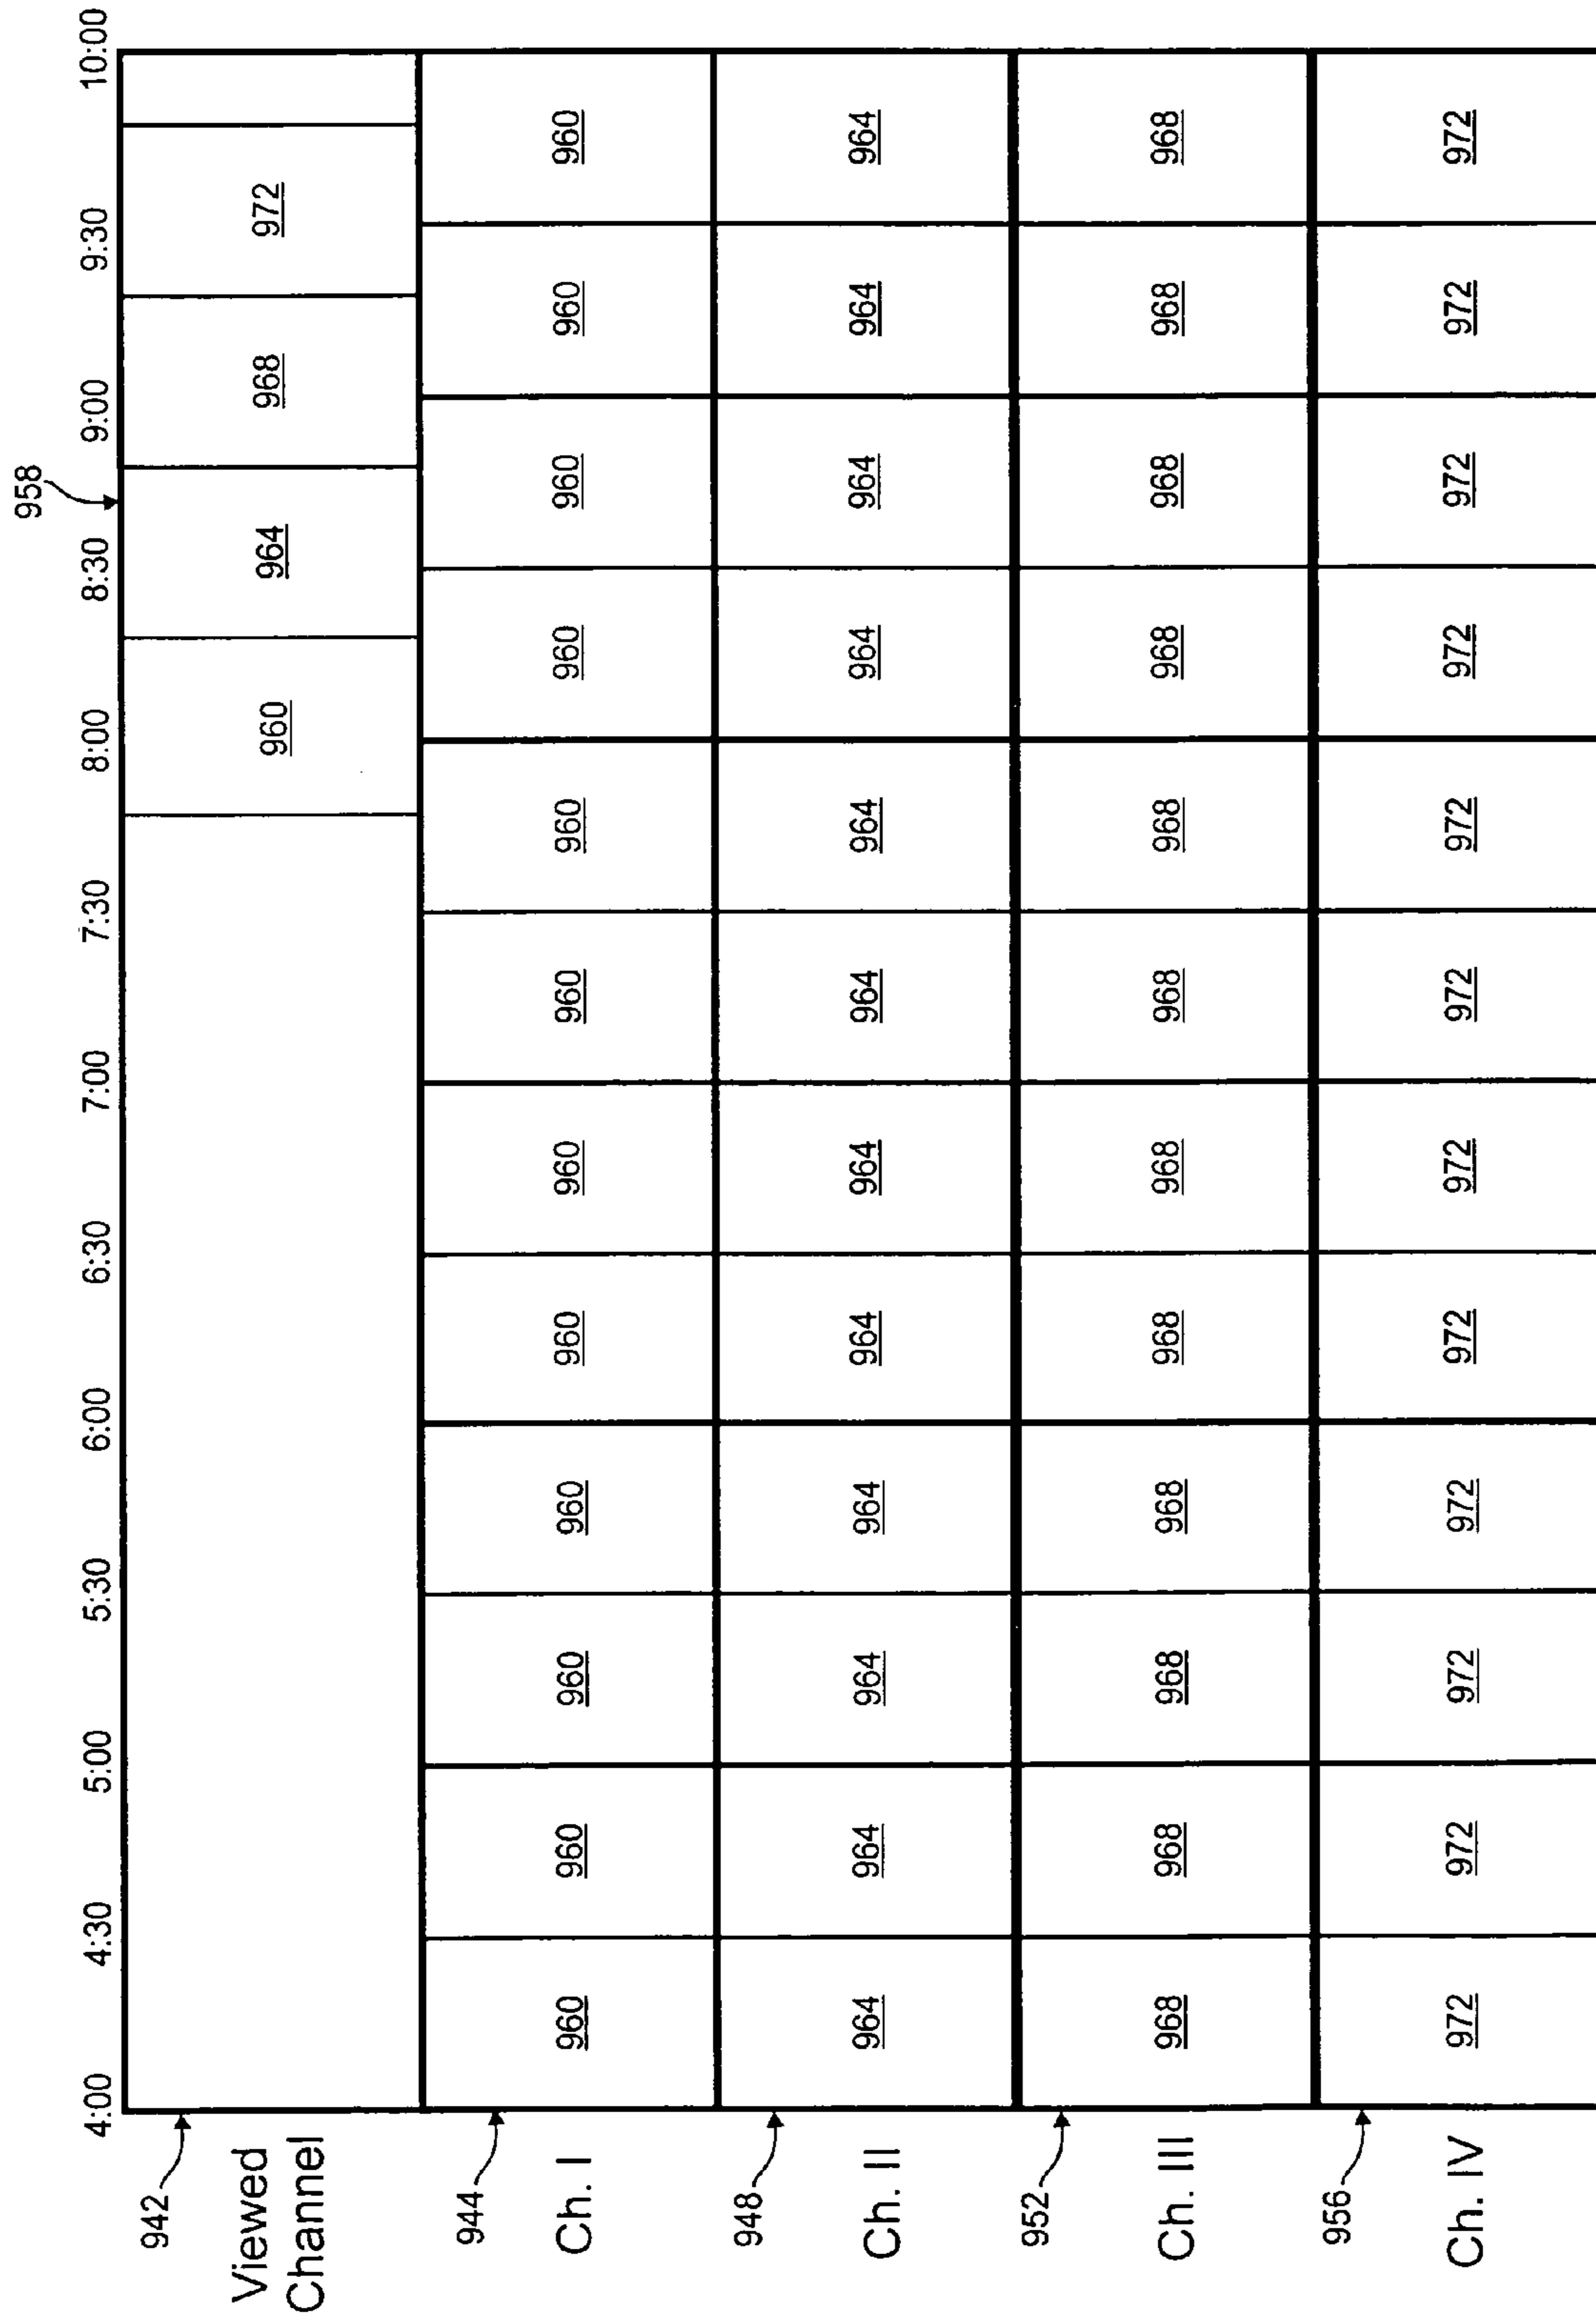 958
4:00 4:30 5:00 5:30 6:00 6:30 7:00 7:30 8:00 8:30 9:00 9:30 10:00
942
Viewed
Channel
960 964 968 972
944
Ch. I
960 960 960 960 960 960 960 960 960 960 960 960
948
Ch. II
964 964 964 964 964 964 964 964 964 964 964 964
952
Ch. III
968 968 968 968 968 968 968 968 968 968 968 968
956
Ch. IV
972 972 972 972 972 972 972 972 972 972 972 972